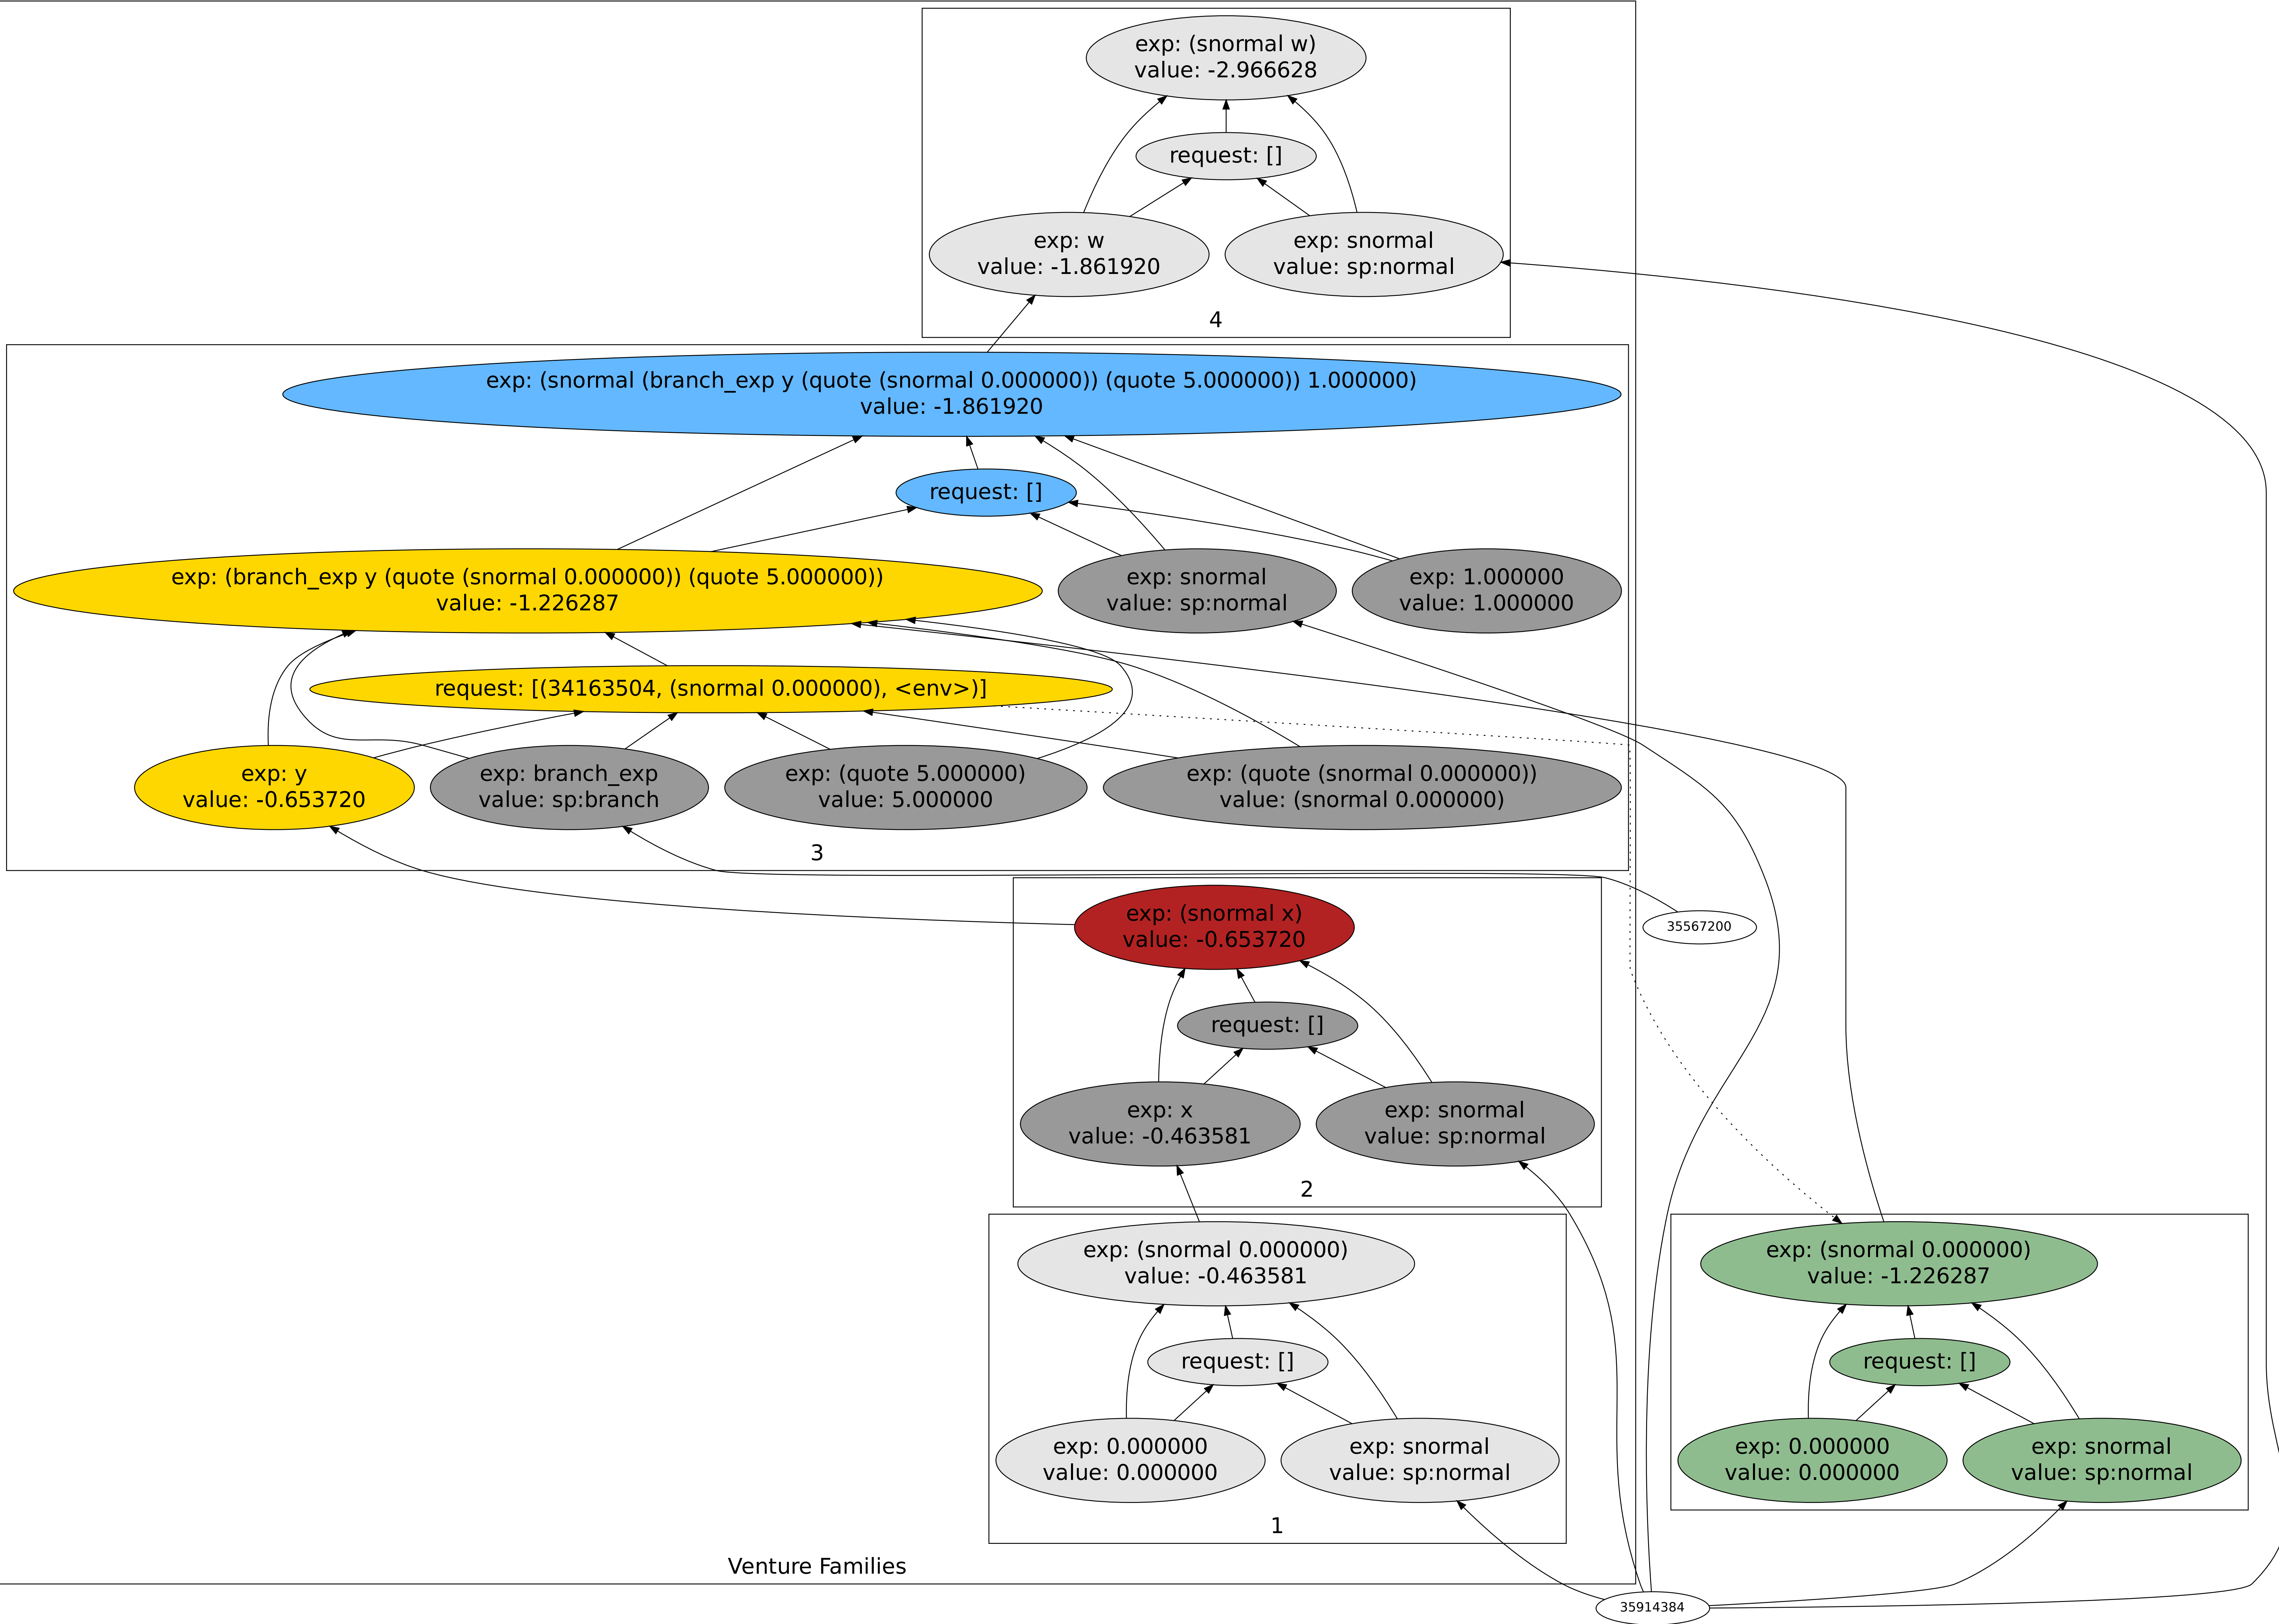 exp: (snormal w)
value: -2.966628
request: []
exp: w
value: -1.861920
exp: snormal
value: sp:normal
4
exp: (snormal (branch_exp y (quote (snormal 0.000000)) (quote 5.000000)) 1.000000)
value: -1.861920
request: []
exp: (branch_exp y (quote (snormal 0.000000)) (quote 5.000000))
value: -1.226287
exp: snormal
value: sp:normal
exp: 1.000000
value: 1.000000
request: [(34163504, (snormal 0.000000), <env>)]
exp: y
value: -0.653720
exp: branch_exp
value: sp:branch
exp: (quote 5.000000)
value: 5.000000
exp: (quote (snormal 0.000000))
value: (snormal 0.000000)
3
exp: (snormal x)
value: -0.653720
35567200
request: []
exp: x
value: -0.463581
exp: snormal
value: sp:normal
2
exp: (snormal 0.000000)
value: -0.463581
request: []
exp: 0.000000
value: 0.000000
exp: snormal
value: sp:normal
1
exp: (snormal 0.000000)
value: -1.226287
request: []
exp: 0.000000
value: 0.000000
exp: snormal
value: sp:normal
Venture Families
35914384